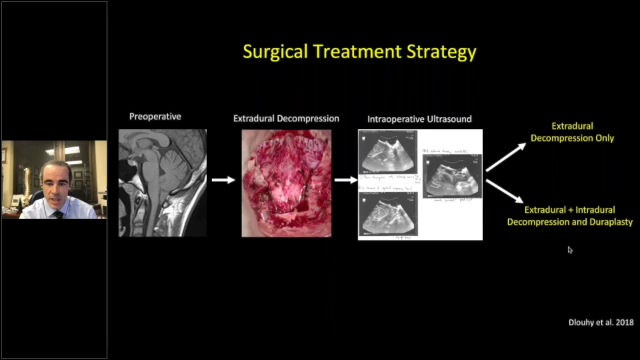 Surgical Treatment Strategy
Preoperative
Extradural Decompression
Intraoperative Ultrasound
Extradural
Decompression Only
Extradural + Intradural
Decompression and Duraplasty
Dlouhy et al. 2018